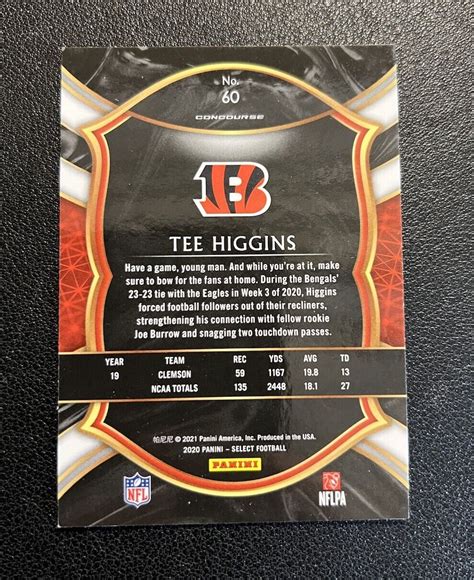 No.
60
CONCOURSE
B
TEE HIGGINS
Have a game, young man. And while you're at it, make
sure to bow for the fans at home. During the Bengals'
23-23 tie with the Eagles in Week 3 of 2020, Higgins
forced football followers out of their recliners,
strengthening his connection with fellow rookie
Joe Burrow and snagging two touchdown passes.
YEAR TEAM REC YDS AVG TD
19 CLEMSON 59 1167 19.8 13
NCAA TOTALS 135 2448 18.1 27
帕尼尼 © 2021 Panini America, Inc. Produced in the USA.
2020 PANINI – SELECT FOOTBALL
PANINI
NFL
NFLPA